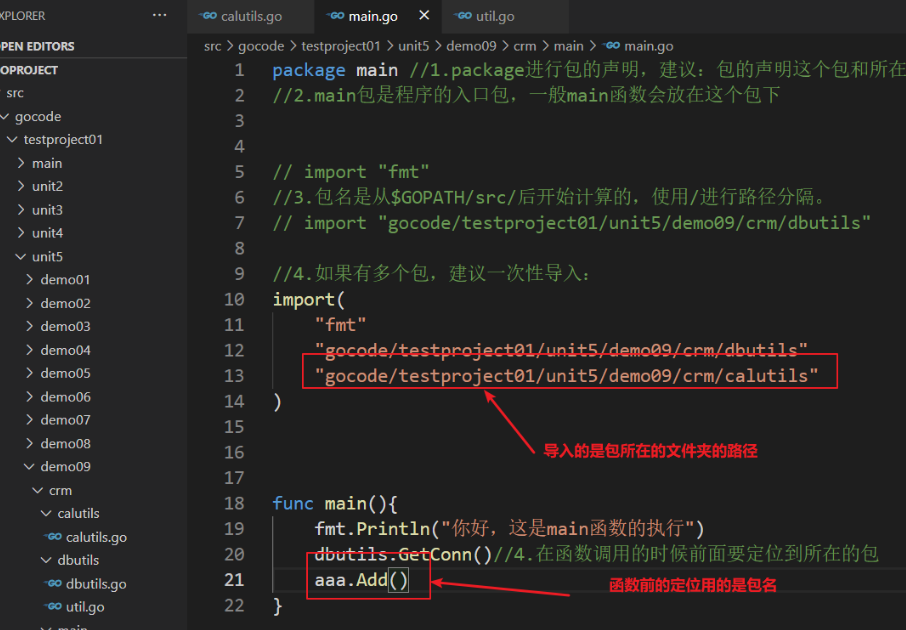 XPLORER ···
calutils.go
main.go ×
util.go
PEN EDITORS
OPROJECT
src
gocode
testproject01
main
unit2
unit3
unit4
unit5
demo01
demo02
demo03
demo04
demo05
demo06
demo07
demo08
demo09
crm
calutils
calutils.go
dbutils
dbutils.go
util.go
main
src > gocode > testproject01 > unit5 > demo09 > crm > main > main.go
1 package main //1.package进行包的声明，建议：包的声明这个包和所在
2 //2.main包是程序的入口包，一般main函数会放在这个包下
3
4
5 // import "fmt"
6 //3.包名是从$GOPATH/src/后开始计算的，使用/进行路径分隔。
7 // import "gocode/testproject01/unit5/demo09/crm/dbutils"
8
9 //4.如果有多个包，建议一次性导入：
10 import(
11 "fmt"
12 "gocode/testproject01/unit5/demo09/crm/dbutils"
13 "gocode/testproject01/unit5/demo09/crm/calutils"
14 )
15
16
导入的是包所在的文件夹的路径
17
18 func main(){
19 fmt.Println("你好，这是main函数的执行")
20 dbutils.GetConn()//4.在函数调用的时候前面要定位到所在的包
21 aaa.Add()
函数前的定位用的是包名
22 }